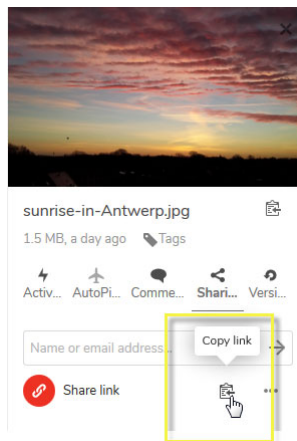 sunrise-in-Antwerp.jpg
1.5 MB, a day ago Tags
Activ... AutoPi... Comme... Shari... Versi...
Name or email address... Copy link
Share link